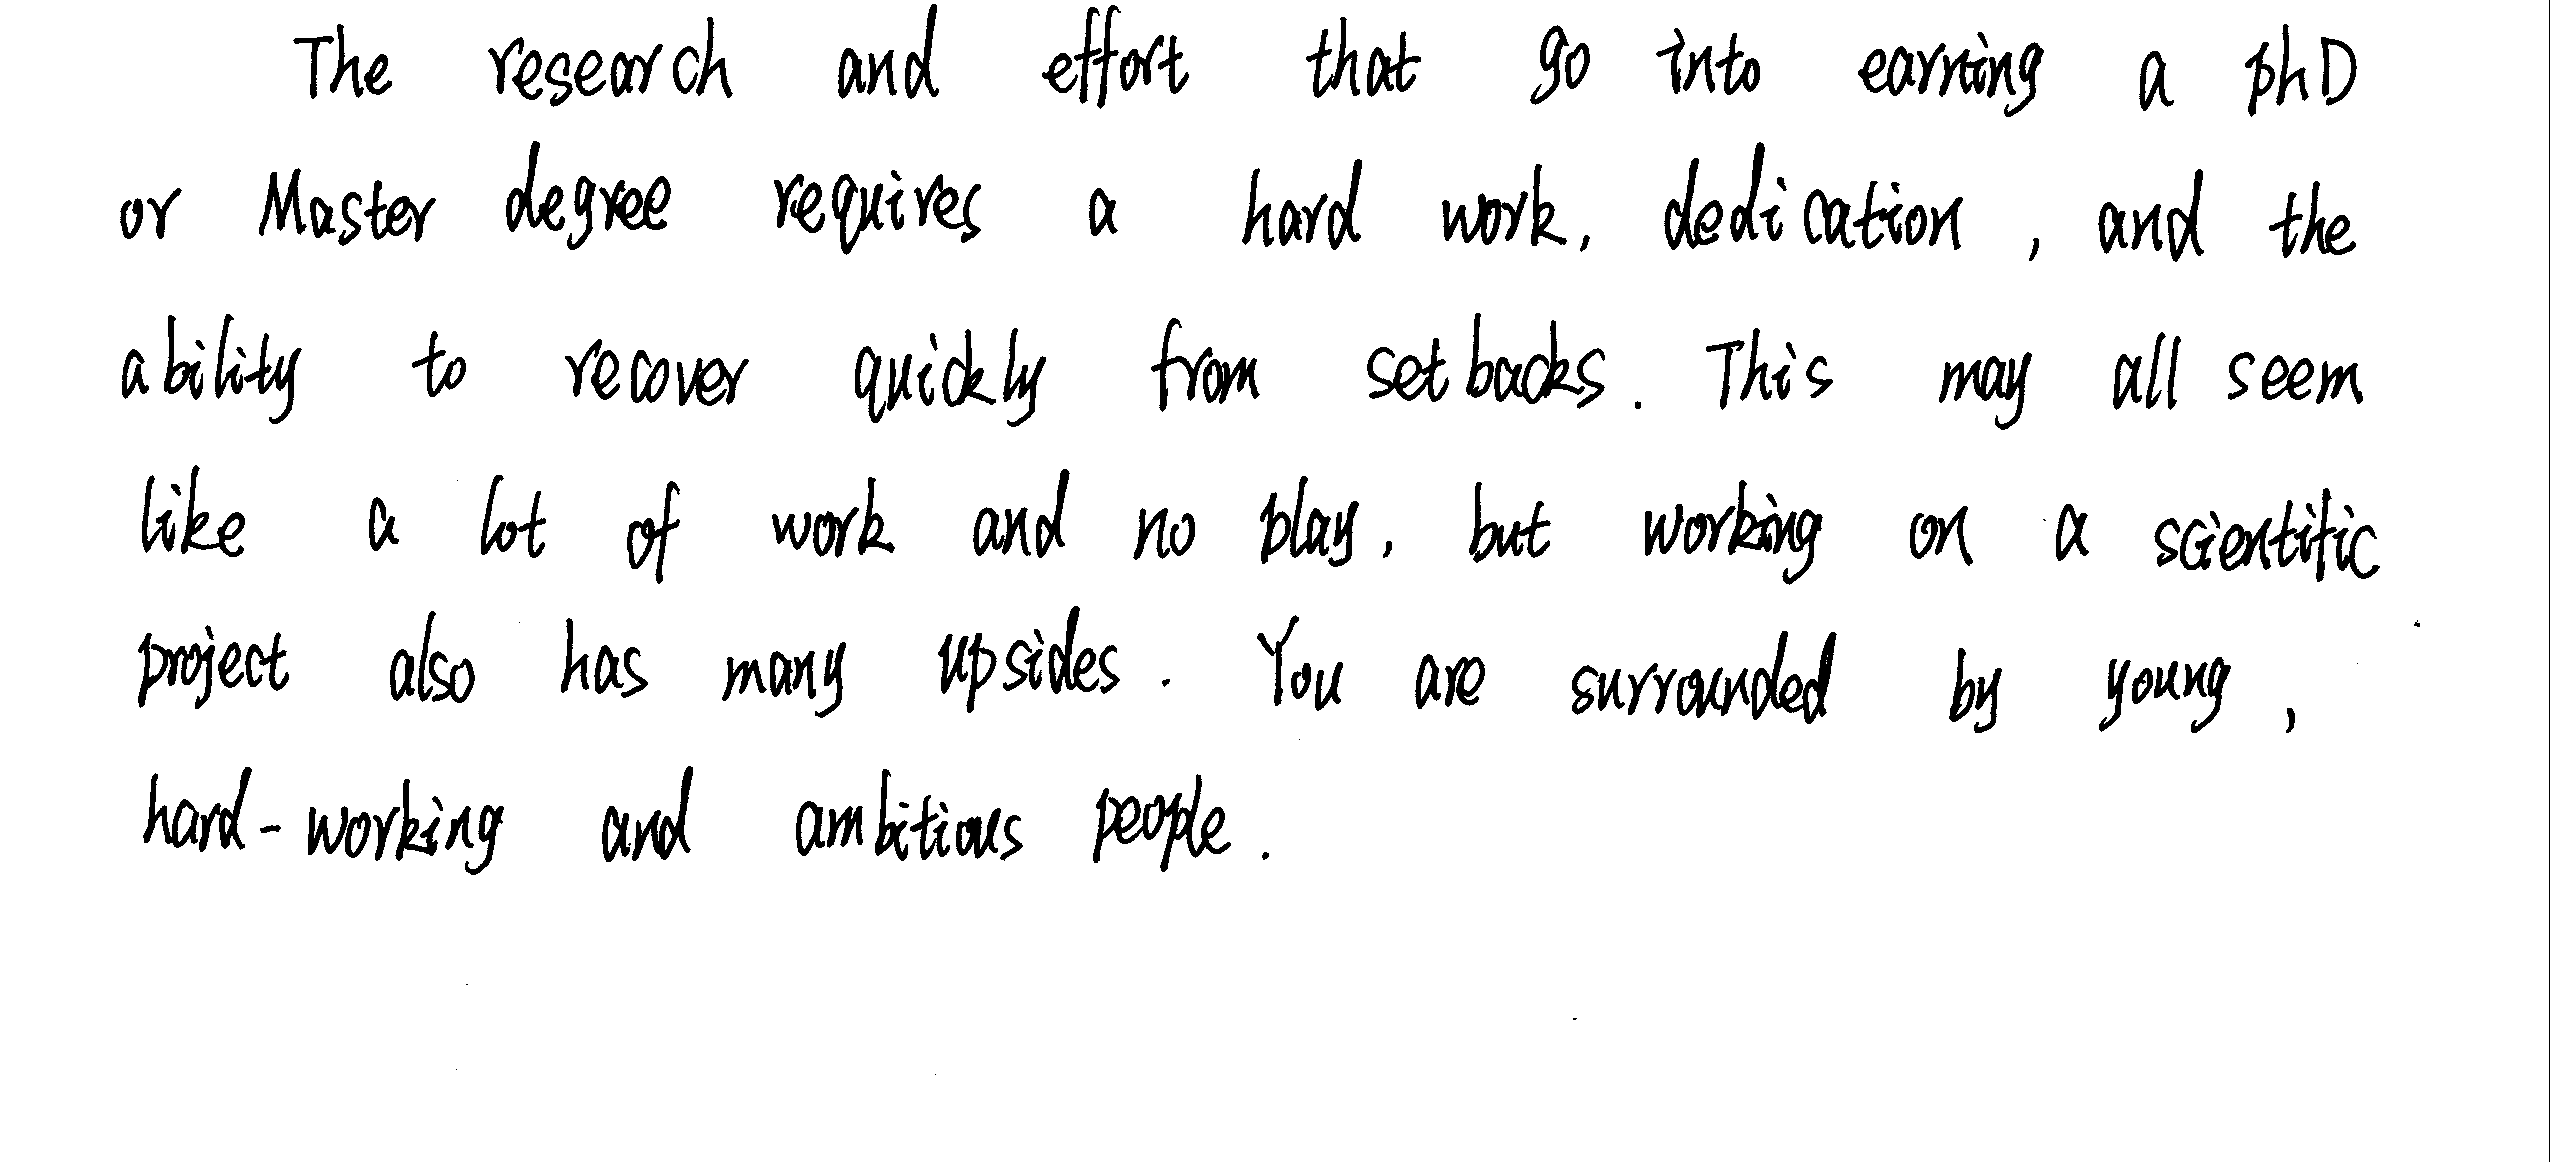 The research and effort that go into earning a phD
or Master degree requires a hard work, dedication, and the
ability to recover quickly from setbacks. This may all seem
like a lot of work and no play, but working on a scientific
project also has many upsides. You are surrounded by young,
hard-working and ambitious people.